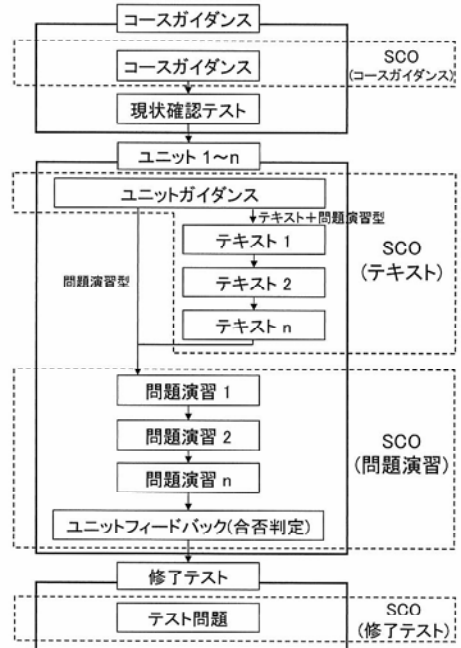 コースガイダンス
コースガイダンス
SCO
(コースガイダンス)
現状確認テスト
ユニット 1~n
ユニットガイダンス
テキスト+問題演習型
テキスト 1
SCO
(テキスト)
問題演習型
テキスト 2
テキスト n
問題演習 1
問題演習 2
SCO
(問題演習)
問題演習 n
ユニットフィードバック(合否判定)
修了テスト
テスト問題
SCO
(修了テスト)